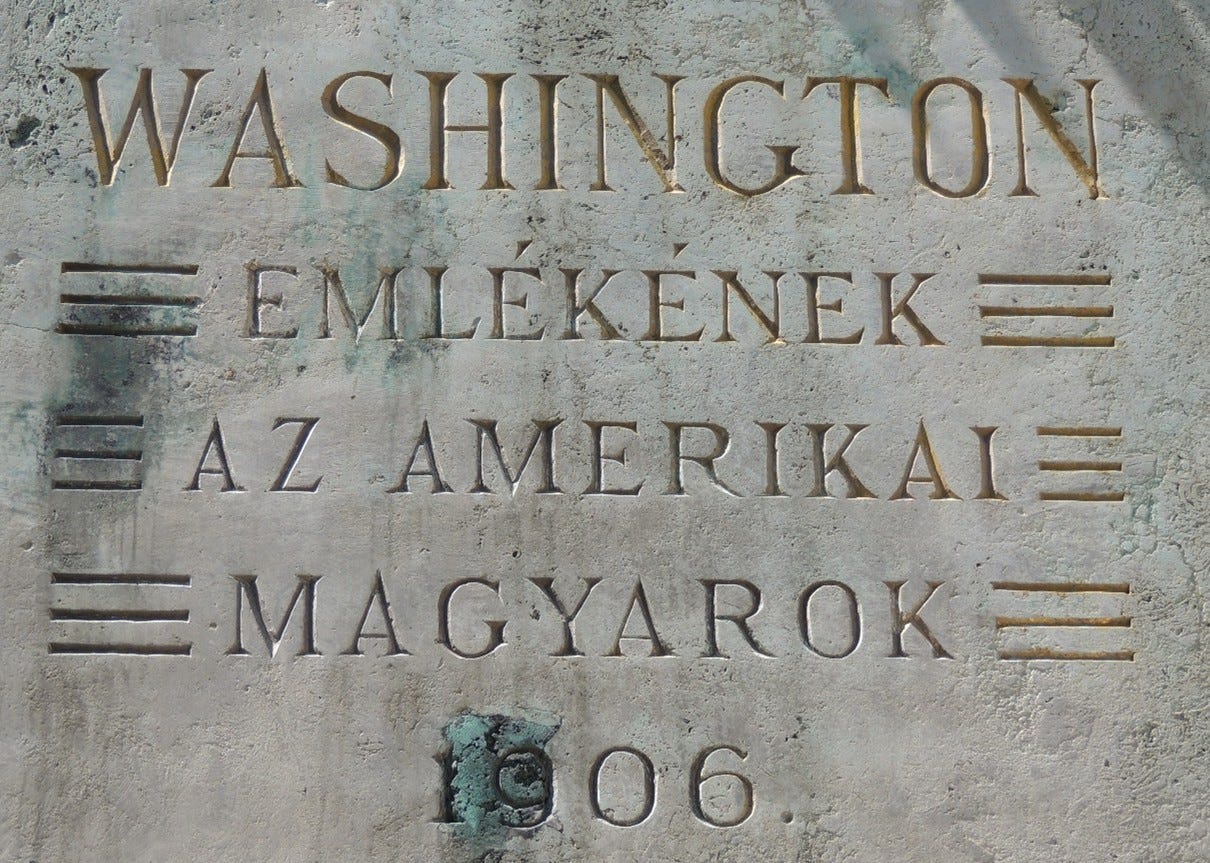 WASHINGTON
EMLÉKÉNEK
AZ AMERIKAI
MAGYAROK
1906.